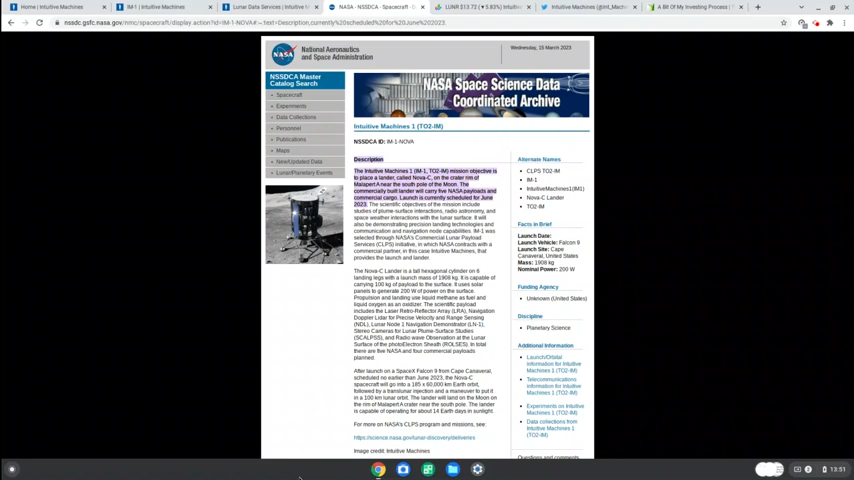 Home | Intuitive Machines
IM-1 | Intuitive Machines
Lunar Data Services | Intuitive M
NASA - NSSDCA - Spacecraft - D
LUNR $13.72 (▼5.83%) Intuitive
Intuitive Machines (@Int_Machi
A Bit Of My Investing Process |
nssdc.gsfc.nasa.gov/nmc/spacecraft/display.action?id=IM-1-NOVA#:~:text=Description,currently%20scheduled%20for%20June%202023.
National Aeronautics
and Space Administration
Wednesday, 15 March 2023
NSSDCA Master
Catalog Search
Spacecraft
Experiments
Data Collections
Personnel
Publications
Maps
New/Updated Data
Lunar/Planetary Events
NASA Space Science Data
Coordinated Archive
Intuitive Machines 1 (TO2-IM)
NSSDCA ID: IM-1-NOVA
Description
The Intuitive Machines 1 (IM-1, TO2-IM) mission objective is
to place a lander, called Nova-C, on the crater rim of
Malapert A near the south pole of the Moon. The
commercially built lander will carry five NASA payloads and
commercial cargo. Launch is currently scheduled for June
2023. The scientific objectives of the mission include
studies of plume-surface interactions, radio astronomy, and
space weather interactions with the lunar surface. It will
also be demonstrating precision landing technologies and
communication and navigation node capabilities. IM-1 was
selected through NASA's Commercial Lunar Payload
Services (CLPS) initiative, in which NASA contracts with a
commercial partner, in this case Intuitive Machines, that
provides the launch and lander.
The Nova-C Lander is a tall hexagonal cylinder on 6
landing legs with a launch mass of 1908 kg. It is capable of
carrying 100 kg of payload to the surface. It uses solar
panels to generate 200 W of power on the surface.
Propulsion and landing use liquid methane as fuel and
liquid oxygen as an oxidizer. The scientific payload
includes the Laser Retro-Reflector Array (LRA), Navigation
Doppler Lidar for Precise Velocity and Range Sensing
(NDL), Lunar Node 1 Navigation Demonstrator (LN-1),
Stereo Cameras for Lunar Plume-Surface Studies
(SCALPSS), and Radio wave Observation at the Lunar
Surface of the photoElectron Sheath (ROLSES). In total
there are five NASA and four commercial payloads
planned.
After launch on a SpaceX Falcon 9 from Cape Canaveral,
scheduled no earlier than June 2023, the Nova-C
spacecraft will go into a 185 x 60,000 km Earth orbit,
followed by a translunar injection and a maneuver to put it
in a 100 km lunar orbit. The lander will land on the Moon on
the rim of Malapert A crater near the south pole. The lander
is capable of operating for about 14 Earth days in sunlight.
For more on NASA's CLPS program and missions, see:
https://science.nasa.gov/lunar-discovery/deliveries
Image credit: Intuitive Machines
Alternate Names
CLPS TO2-IM
IM-1
IntuitiveMachines1(IM1)
Nova-C Lander
TO2-IM
Facts in Brief
Launch Date:
Launch Vehicle: Falcon 9
Launch Site: Cape
Canaveral, United States
Mass: 1908 kg
Nominal Power: 200 W
Funding Agency
Unknown (United States)
Discipline
Planetary Science
Additional Information
Launch/Orbital
information for Intuitive
Machines 1 (TO2-IM)
Telecommunications
information for Intuitive
Machines 1 (TO2-IM)
Experiments on Intuitive
Machines 1 (TO2-IM)
Data collections from
Intuitive Machines 1
(TO2-IM)
Questions and comments
13:51